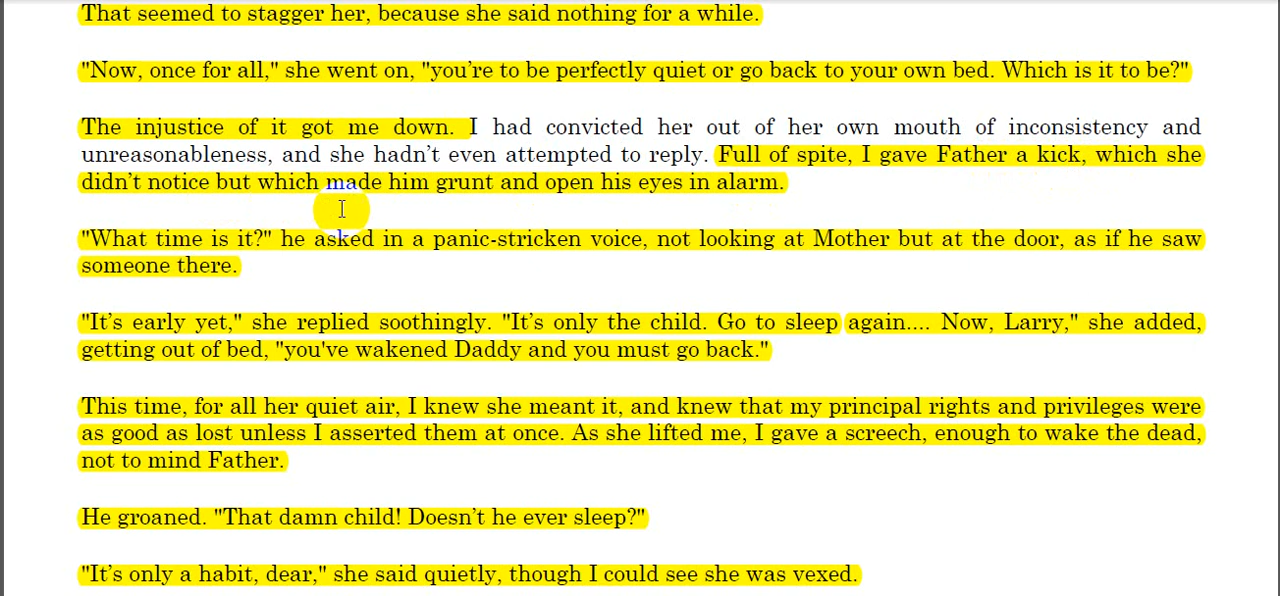 That seemed to stagger her, because she said nothing for a while.
"Now, once for all," she went on, "you're to be perfectly quiet or go back to your own bed. Which is it to be?"
The injustice of it got me down. I had convicted her out of her own mouth of inconsistency and
unreasonableness, and she hadn't even attempted to reply. Full of spite, I gave Father a kick, which she
didn't notice but which made him grunt and open his eyes in alarm.
"What time is it?" he asked in a panic-stricken voice, not looking at Mother but at the door, as if he saw
someone there.
"It's early yet," she replied soothingly. "It's only the child. Go to sleep again.... Now, Larry," she added,
getting out of bed, "you've wakened Daddy and you must go back."
This time, for all her quiet air, I knew she meant it, and knew that my principal rights and privileges were
as good as lost unless I asserted them at once. As she lifted me, I gave a screech, enough to wake the dead,
not to mind Father.
He groaned. "That damn child! Doesn't he ever sleep?"
"It's only a habit, dear," she said quietly, though I could see she was vexed.